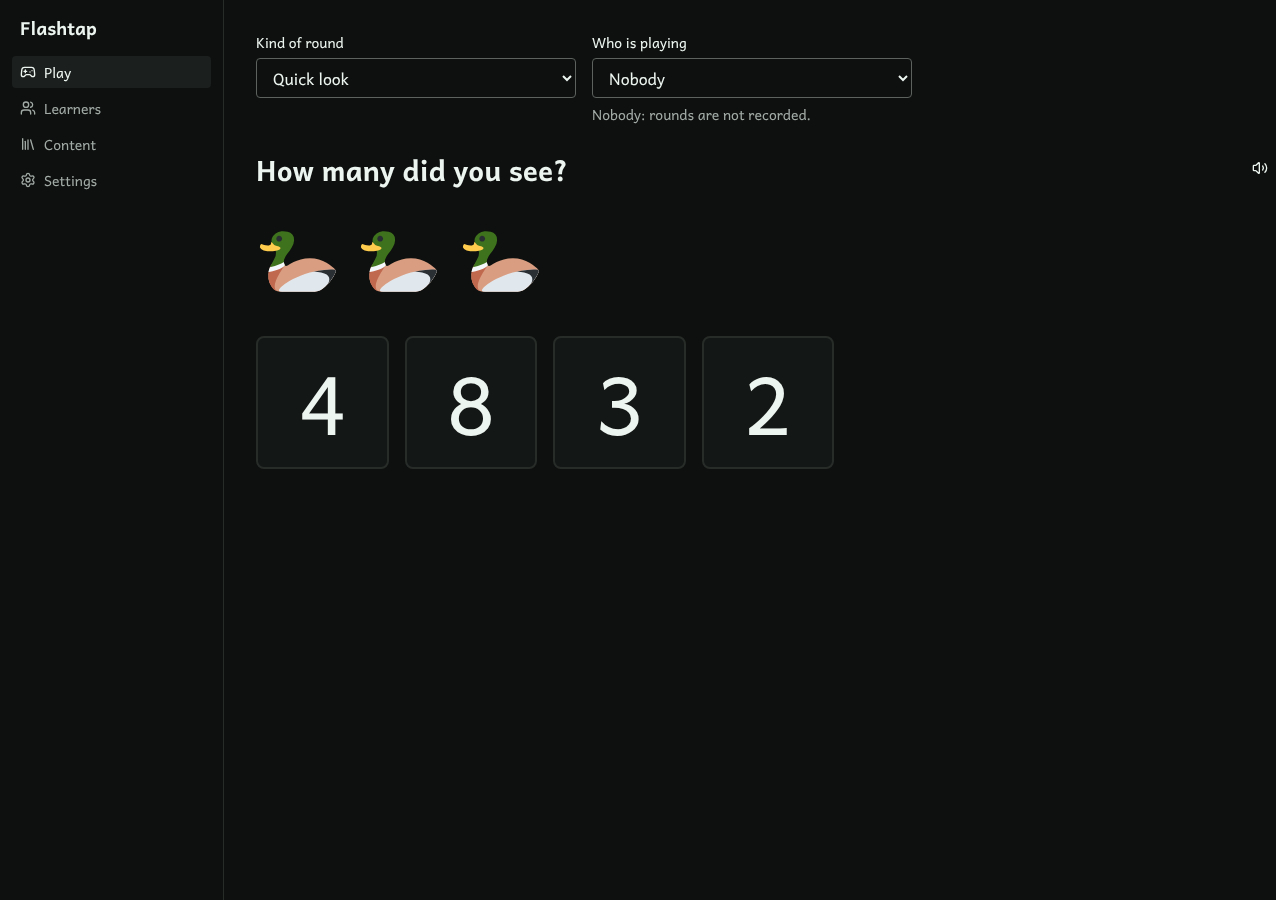 Flashtap
Play
Learners
Content
Settings
Kind of round
Quick look
Who is playing
Nobody
Nobody: rounds are not recorded.
How many did you see?
4 8 3 2